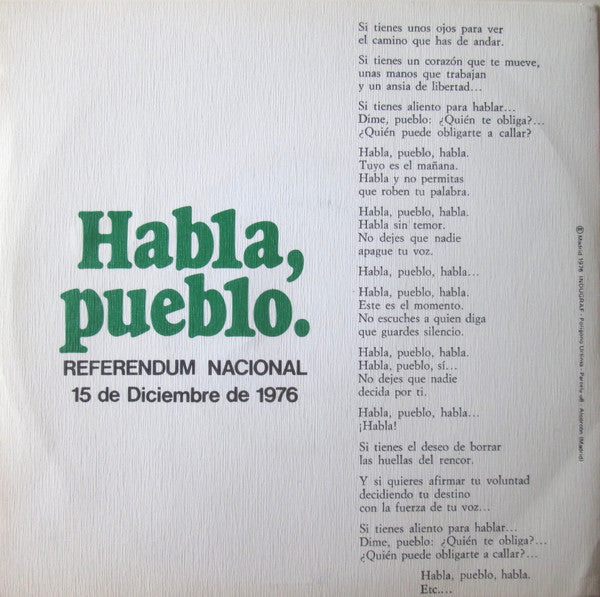 Habla,
pueblo.
REFERENDUM NACIONAL
15 de Diciembre de 1976
Si tienes unos ojos para ver
el camino que has de andar.
Si tienes un corazón que te mueve,
unas manos que trabajan
y un ansia de libertad...
Si tienes aliento para hablar...
Dime, pueblo: ¿Quién te obliga?...
¿Quién puede obligarte a callar?
Habla, pueblo, habla.
Tuyo es el mañana.
Habla y no permitas
que roben tu palabra.
Habla, pueblo, habla.
Habla sin temor.
No dejes que nadie
apague tu voz.
Habla, pueblo, habla...
Habla, pueblo, habla.
Este es el momento.
No escuches a quien diga
que guardes silencio.
Habla, pueblo, habla.
Habla, pueblo, sí...
No dejes que nadie
decida por ti.
Habla, pueblo, habla...
¡Habla!
Si tienes el deseo de borrar
las huellas del rencor.
Y si quieres afirmar tu voluntad
decidiendo tu destino
con la fuerza de tu voz...
Si tienes aliento para hablar...
Dime, pueblo: ¿Quién te obliga?...
¿Quién puede obligarte a callar?...
Habla, pueblo, habla.
Etc....
Madrid 1976 INDUGRAF - Polígono Urtinsa - Alcorcón (Madrid)